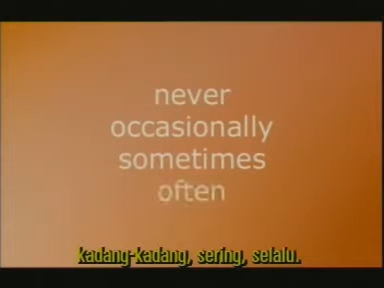 never
occasionally
sometimes
often
kadang-kadang, sering, selalu.